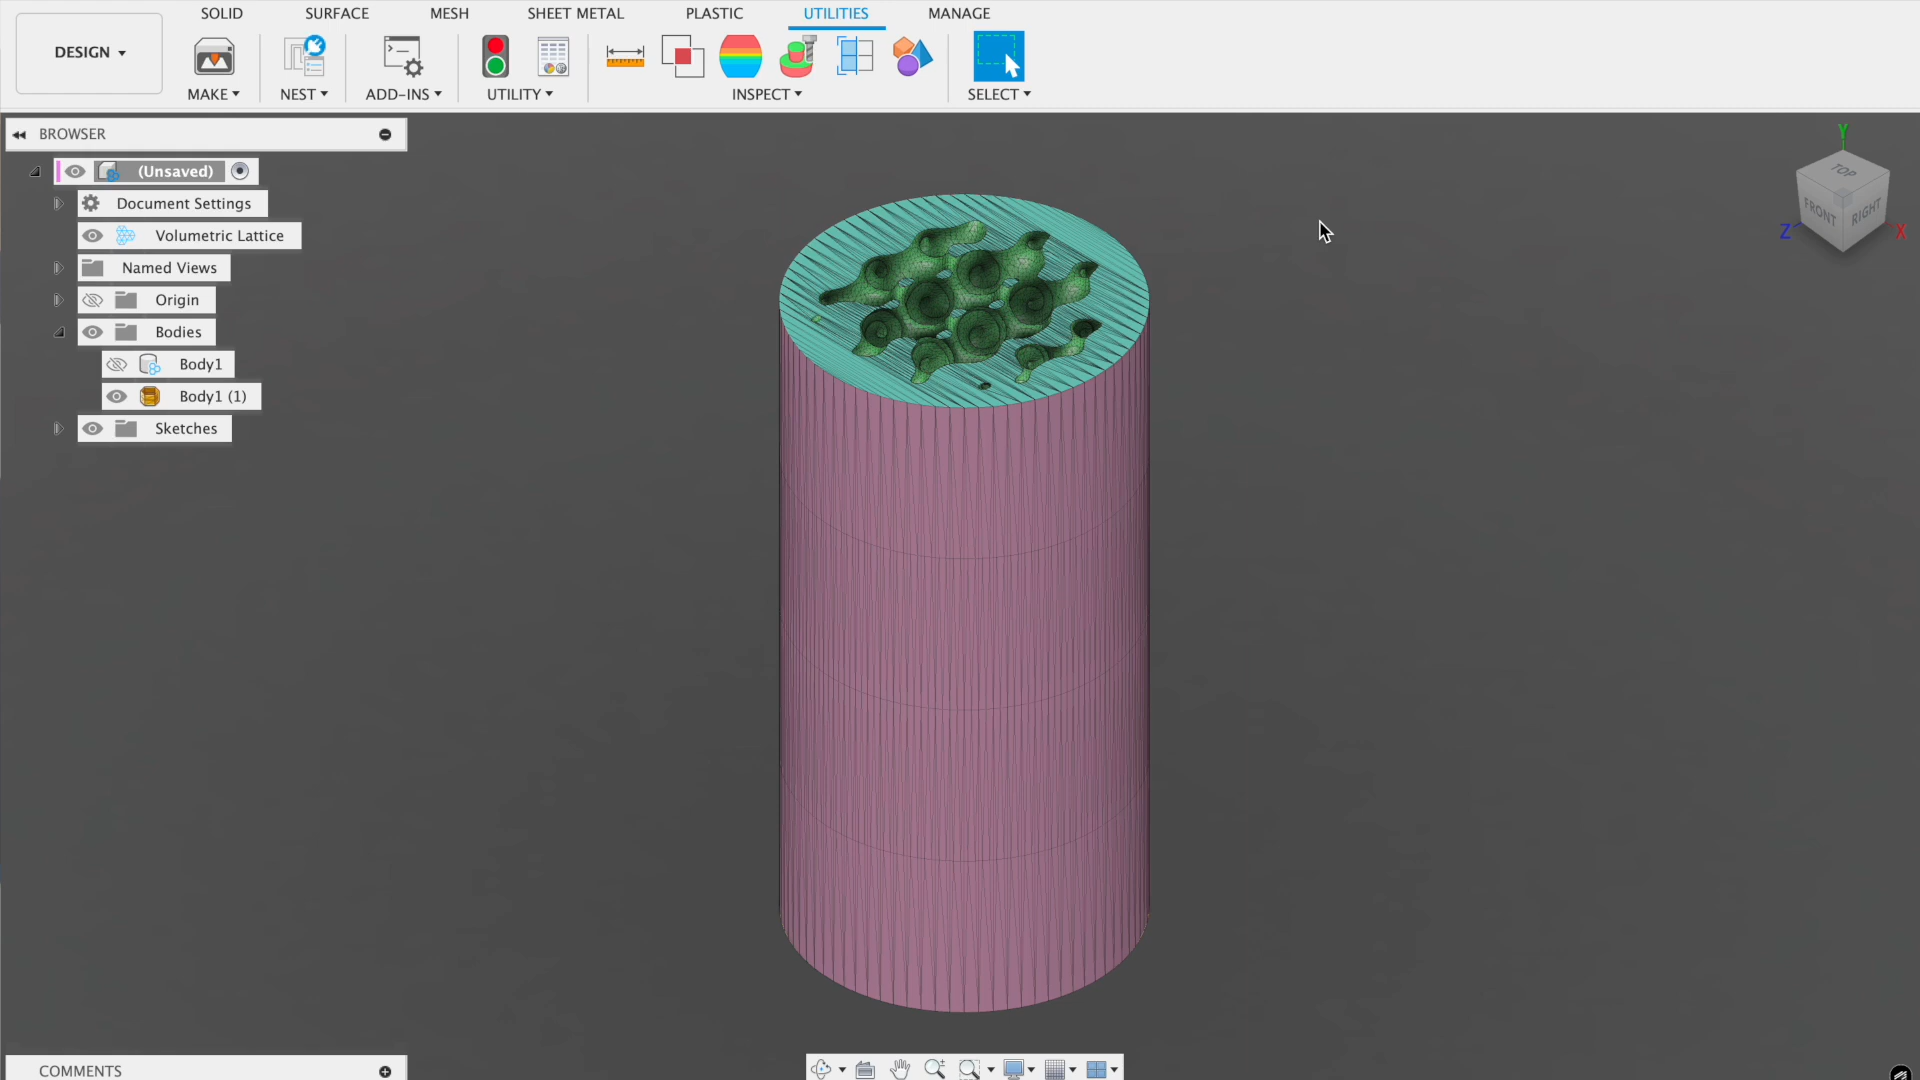 SOLID SURFACE MESH SHEET METAL PLASTIC UTILITIES MANAGE
DESIGN
MAKE NEST ADD-INS UTILITY INSPECT SELECT
BROWSER
(Unsaved)
Document Settings
Volumetric Lattice
Named Views
Origin
Bodies
Body1
Body1 (1)
Sketches
Y
TOP
FRONT RIGHT
Z X
COMMENTS